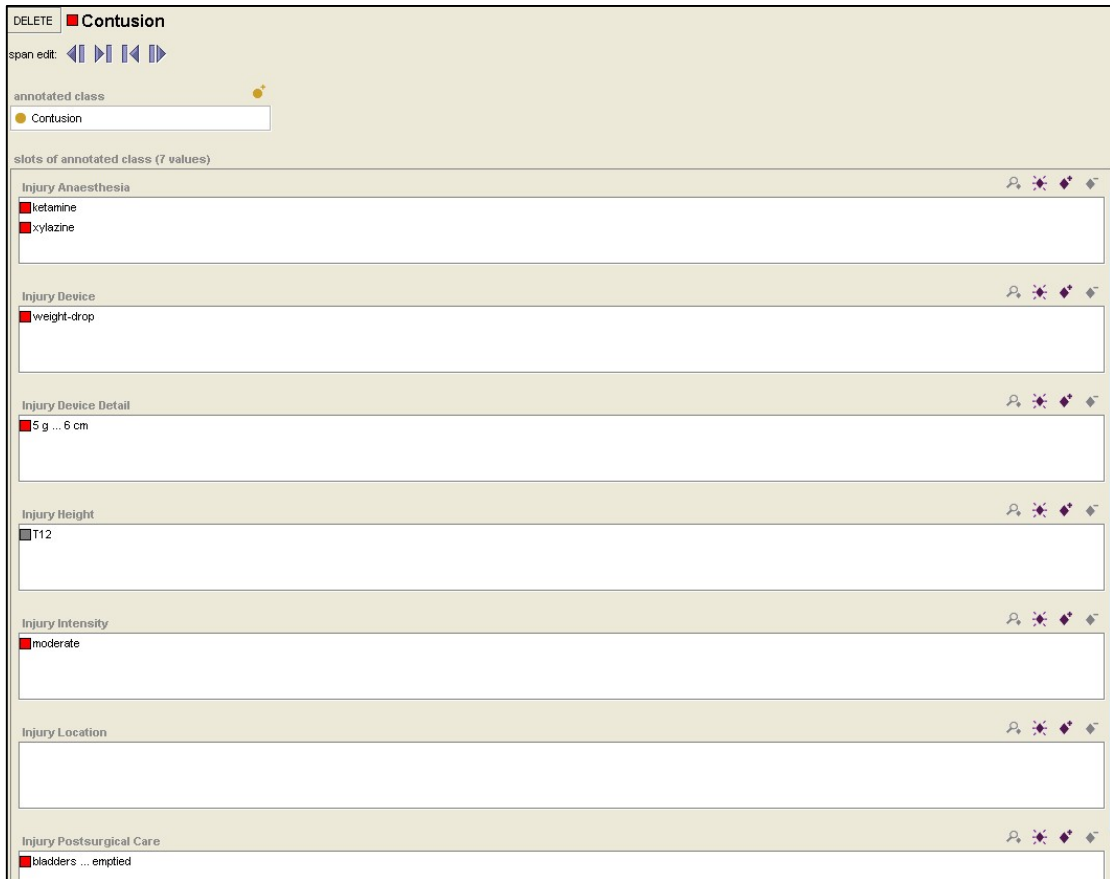 DELETE Contusion
span edit:
annotated class
Contusion
slots of annotated class (7 values)
Injury Anaesthesia
ketamine
xylazine
Injury Device
weight-drop
Injury Device Detail
5 g ... 6 cm
Injury Height
T12
Injury Intensity
moderate
Injury Location
Injury Postsurgical Care
bladders ... emptied